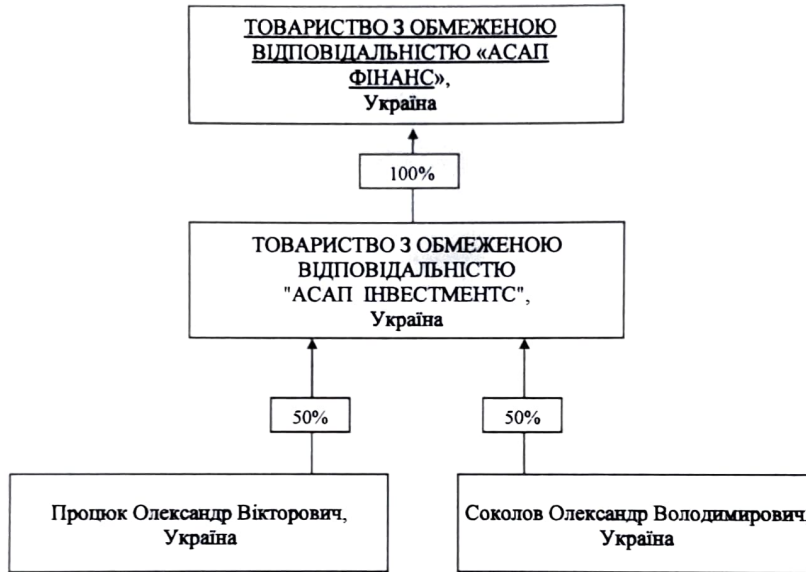 ТОВАРИСТВО З ОБМЕЖЕНОЮ
ВІДПОВІДАЛЬНІСТЮ «АСАП
ФІНАНС»,
Україна
100%
ТОВАРИСТВО З ОБМЕЖЕНОЮ
ВІДПОВІДАЛЬНІСТЮ
"АСАП ІНВЕСТМЕНТС",
Україна
50%
50%
Процюк Олександр Вікторович,
Україна
Соколов Олександр Володимирович,
Україна